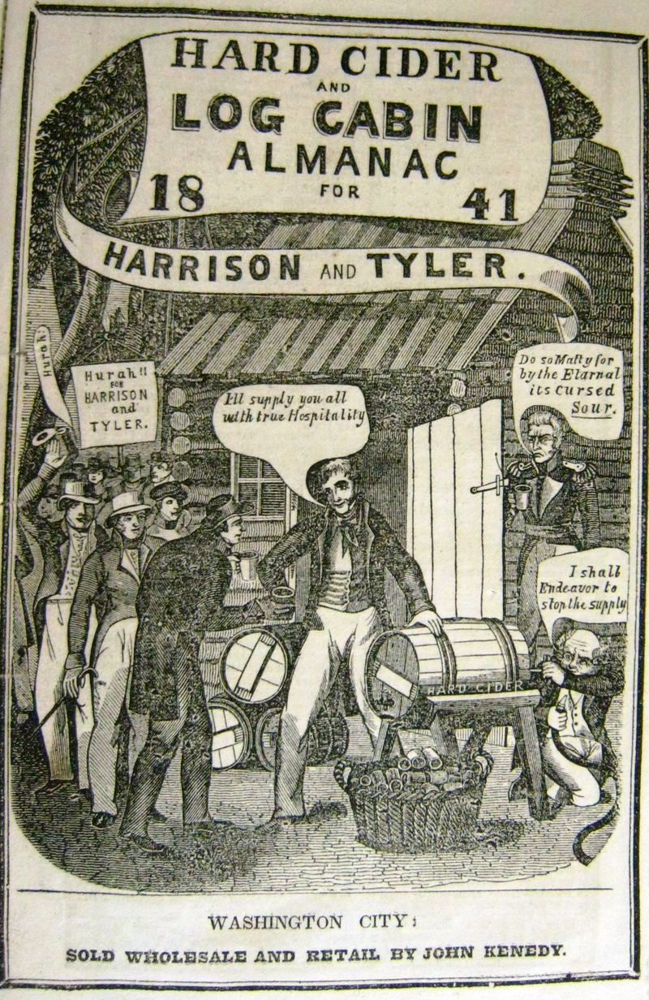 HARD CIDER
AND
LOG CABIN
ALMANAC
FOR
18 41
HARRISON AND TYLER.
Hurah
Hurah!!
FOR
HARRISON
and
TYLER.
I'll supply you all
with true Hospitality
Do so Matty for
by the Etarnal
its cursed
Sour.
I shall
Endeavor to
stop the supply
HARD CIDER
WASHINGTON CITY:
SOLD WHOLESALE AND RETAIL BY JOHN KENEDY.